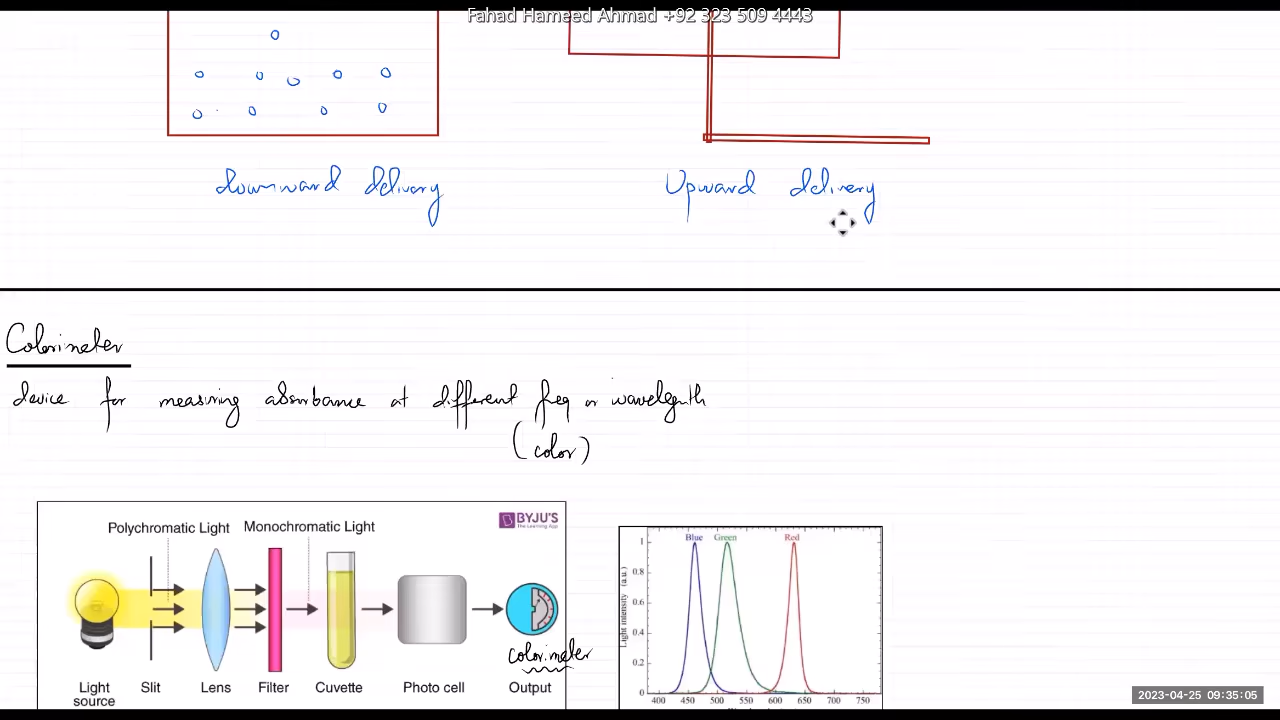 Fahad Hameed Ahmad +92 323 509 4443
downward delivery
Upward delivery
Colorimeter
device for measuring absorbance at different freq or wavelegnth
(color)
BYJU'S
The Learning App
Polychromatic Light
Monochromatic Light
colorimeter
Light source
Slit
Lens
Filter
Cuvette
Photo cell
Output
Blue
Green
Red
Light intensity (a.u.)
1
0.8
0.6
0.4
0.2
0
400 450 500 550 600 650 700 750
2023-04-25 09:35:05